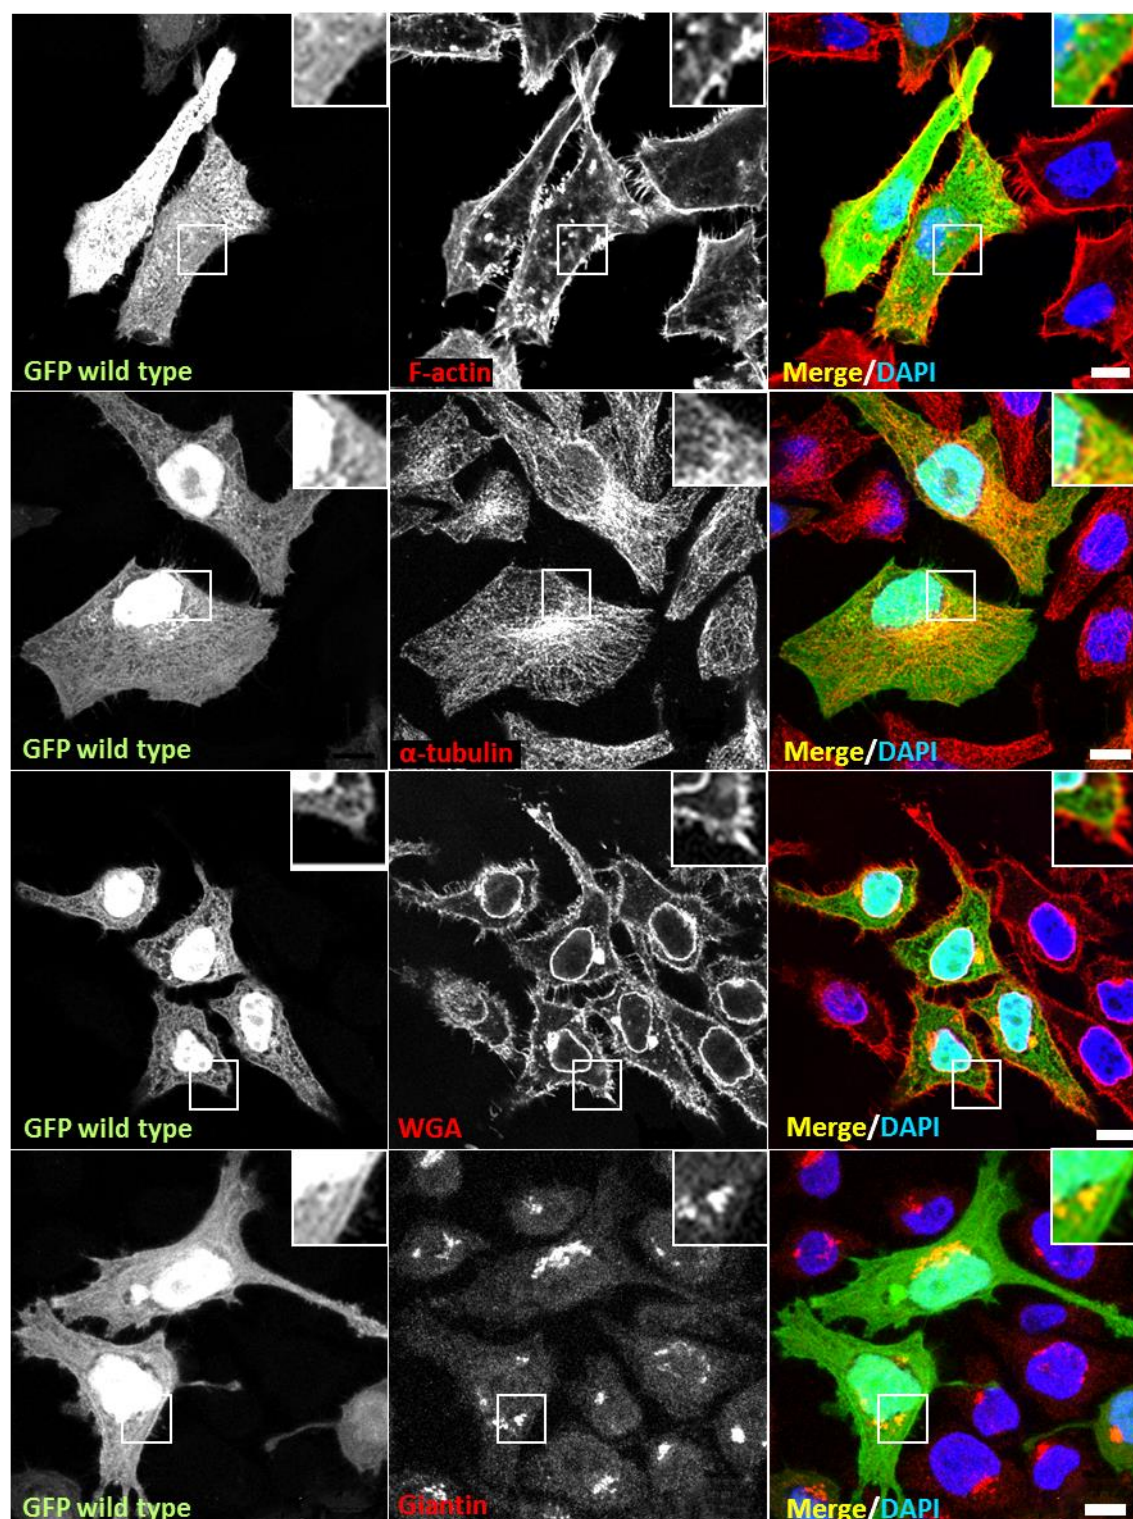 GFP wild type
F-actin
Merge/DAPI
GFP wild type
α-tubulin
Merge/DAPI
GFP wild type
WGA
Merge/DAPI
GFP wild type
Giantin
Merge/DAPI